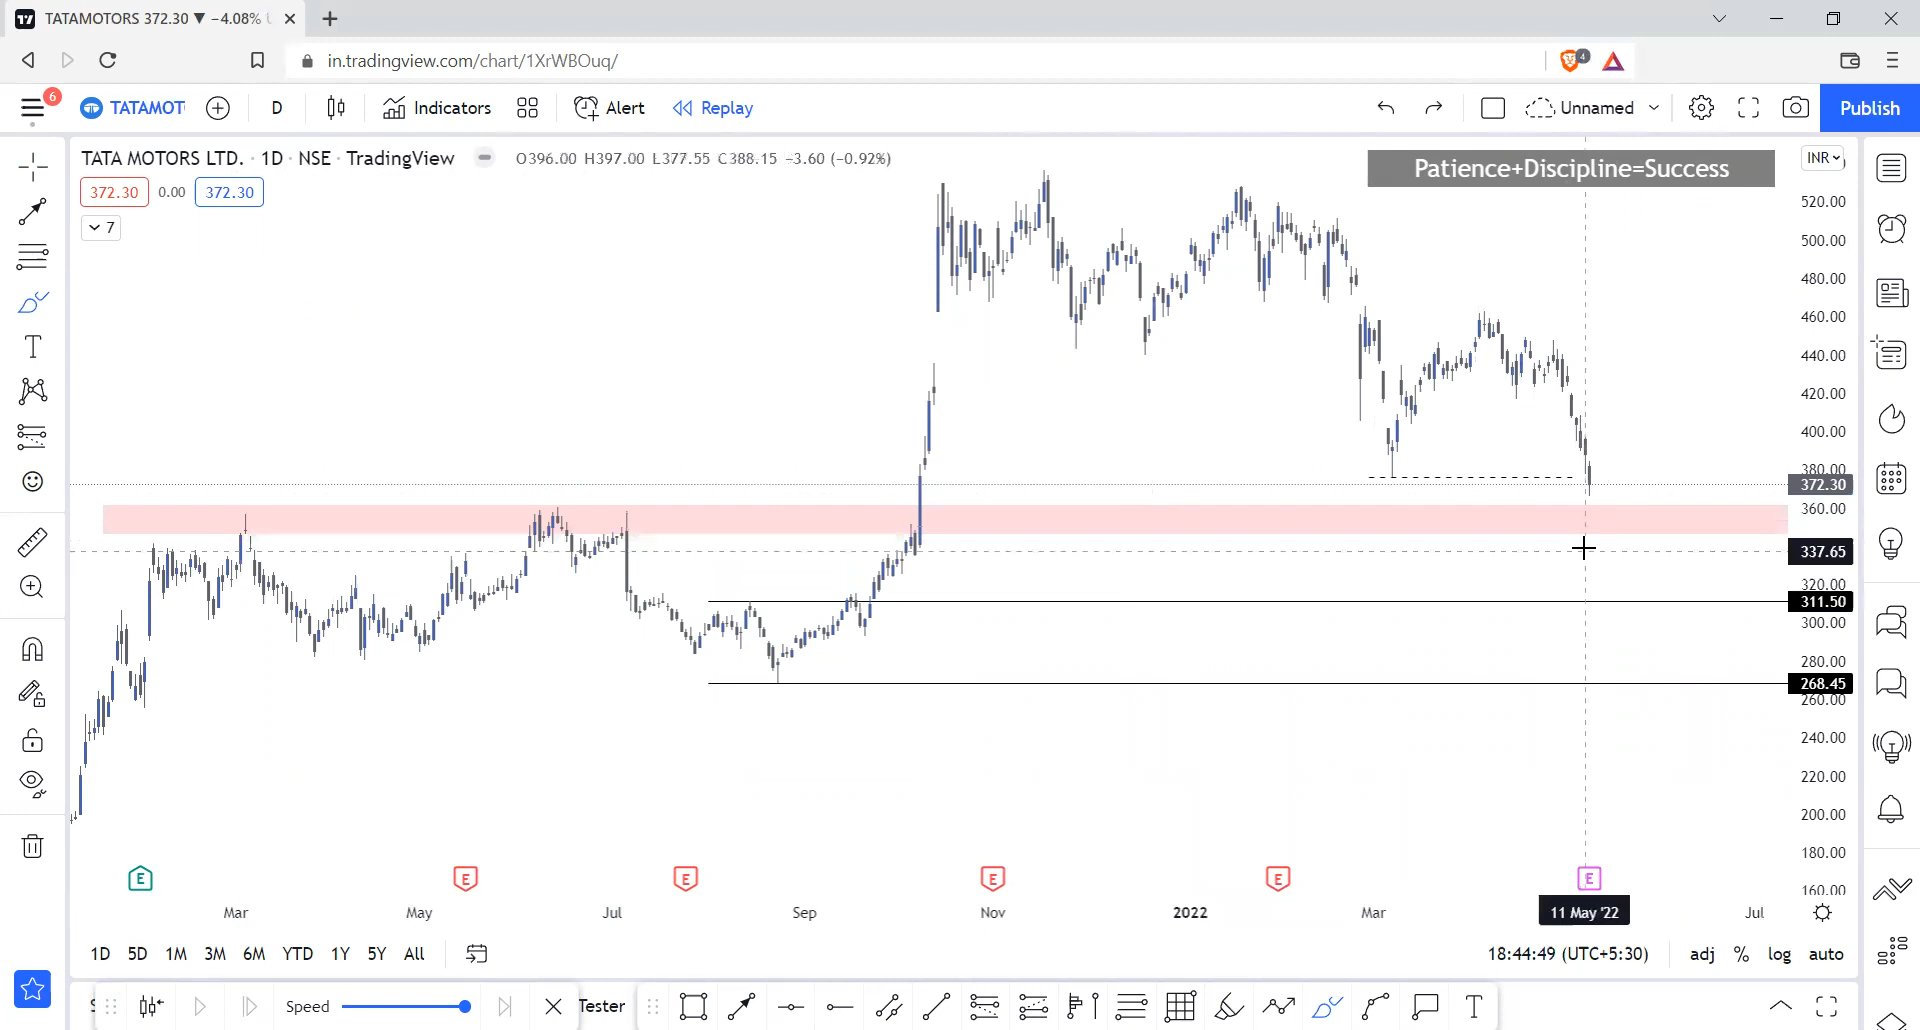 TATAMOTORS 372.30 ▼ −4.08%
in.tradingview.com/chart/1XrWBOuq/
4
6
TATAMOT
D
Indicators
Alert
Replay
Unnamed
Publish
TATA MOTORS LTD. · 1D · NSE · TradingView
O396.00 H397.00 L377.55 C388.15 −3.60 (−0.92%)
Patience+Discipline=Success
INR
372.30
0.00
372.30
7
520.00
500.00
480.00
460.00
440.00
420.00
400.00
380.00
372.30
360.00
337.65
320.00
311.50
300.00
280.00
268.45
260.00
240.00
220.00
200.00
180.00
160.00
E
E
E
E
E
E
Mar
May
Jul
Sep
Nov
2022
Mar
11 May '22
Jul
1D 5D 1M 3M 6M YTD 1Y 5Y All
18:44:49 (UTC+5:30)
adj % log auto
Speed
Tester
T